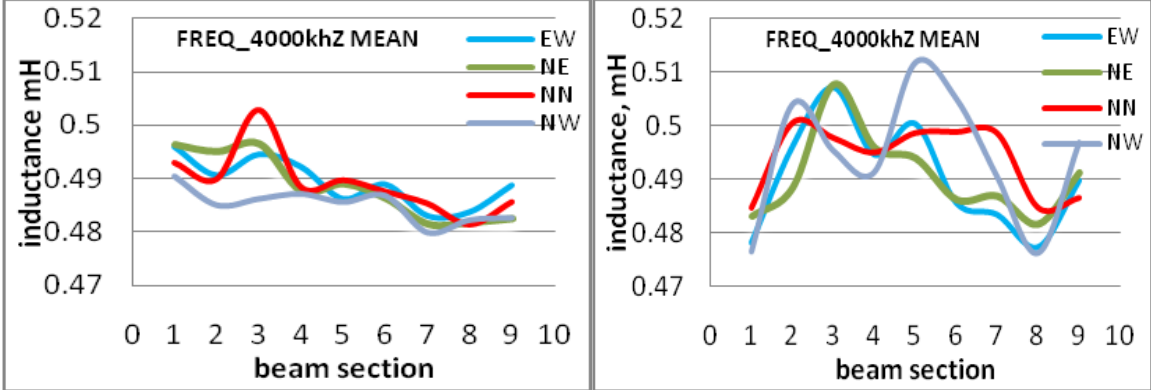 FREQ_4000khZ MEAN
inductance mH
0.52
0.51
0.5
0.49
0.48
0.47
0 1 2 3 4 5 6 7 8 9 10
beam section
EW
NE
NN
NW
FREQ_4000khZ MEAN
inductance, mH
0.52
0.51
0.5
0.49
0.48
0.47
0 1 2 3 4 5 6 7 8 9 10
beam section
EW
NE
NN
NW